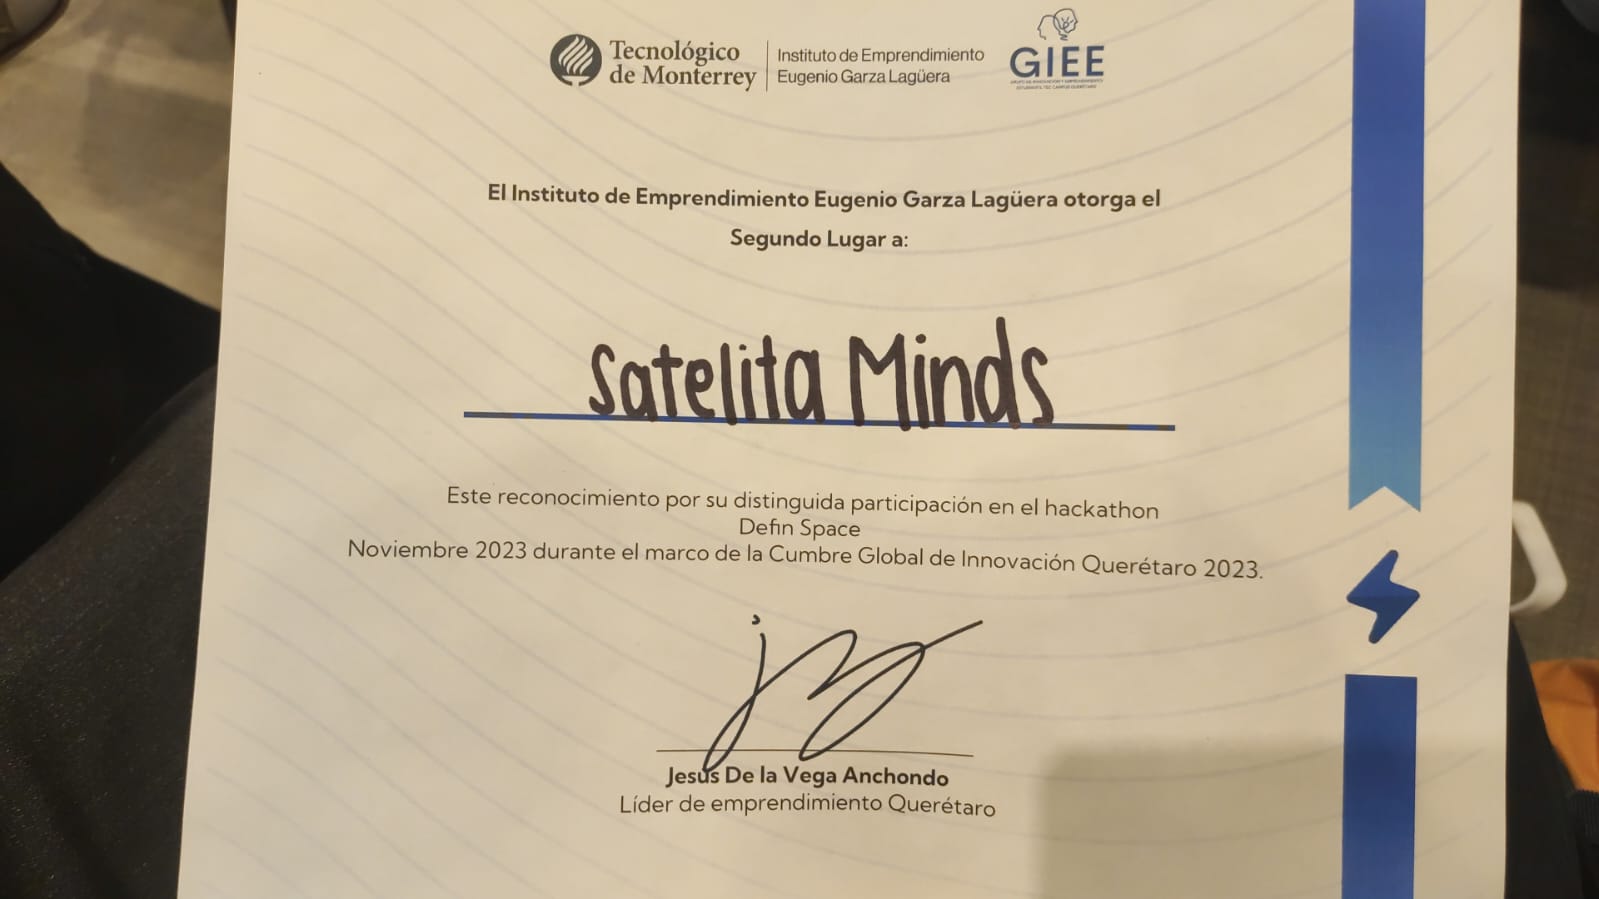 Tecnológico
de Monterrey
Instituto de Emprendimiento
Eugenio Garza Lagüera
GIEE
El Instituto de Emprendimiento Eugenio Garza Lagüera otorga el
Segundo Lugar a:
Satelita Minds
Este reconocimiento por su distinguida participación en el hackathon
Defin Space
Noviembre 2023 durante el marco de la Cumbre Global de Innovación Querétaro 2023.
Jesús De la Vega Anchondo
Líder de emprendimiento Querétaro